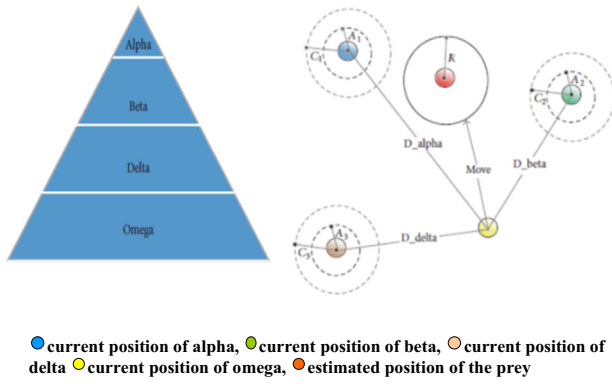 Alpha
Beta
Delta
Omega
A1
C1
R
A2
C2
D_alpha
D_beta
Move
A3
C3
D_delta
current position of alpha, current position of beta, current position of
delta current position of omega, estimated position of the prey